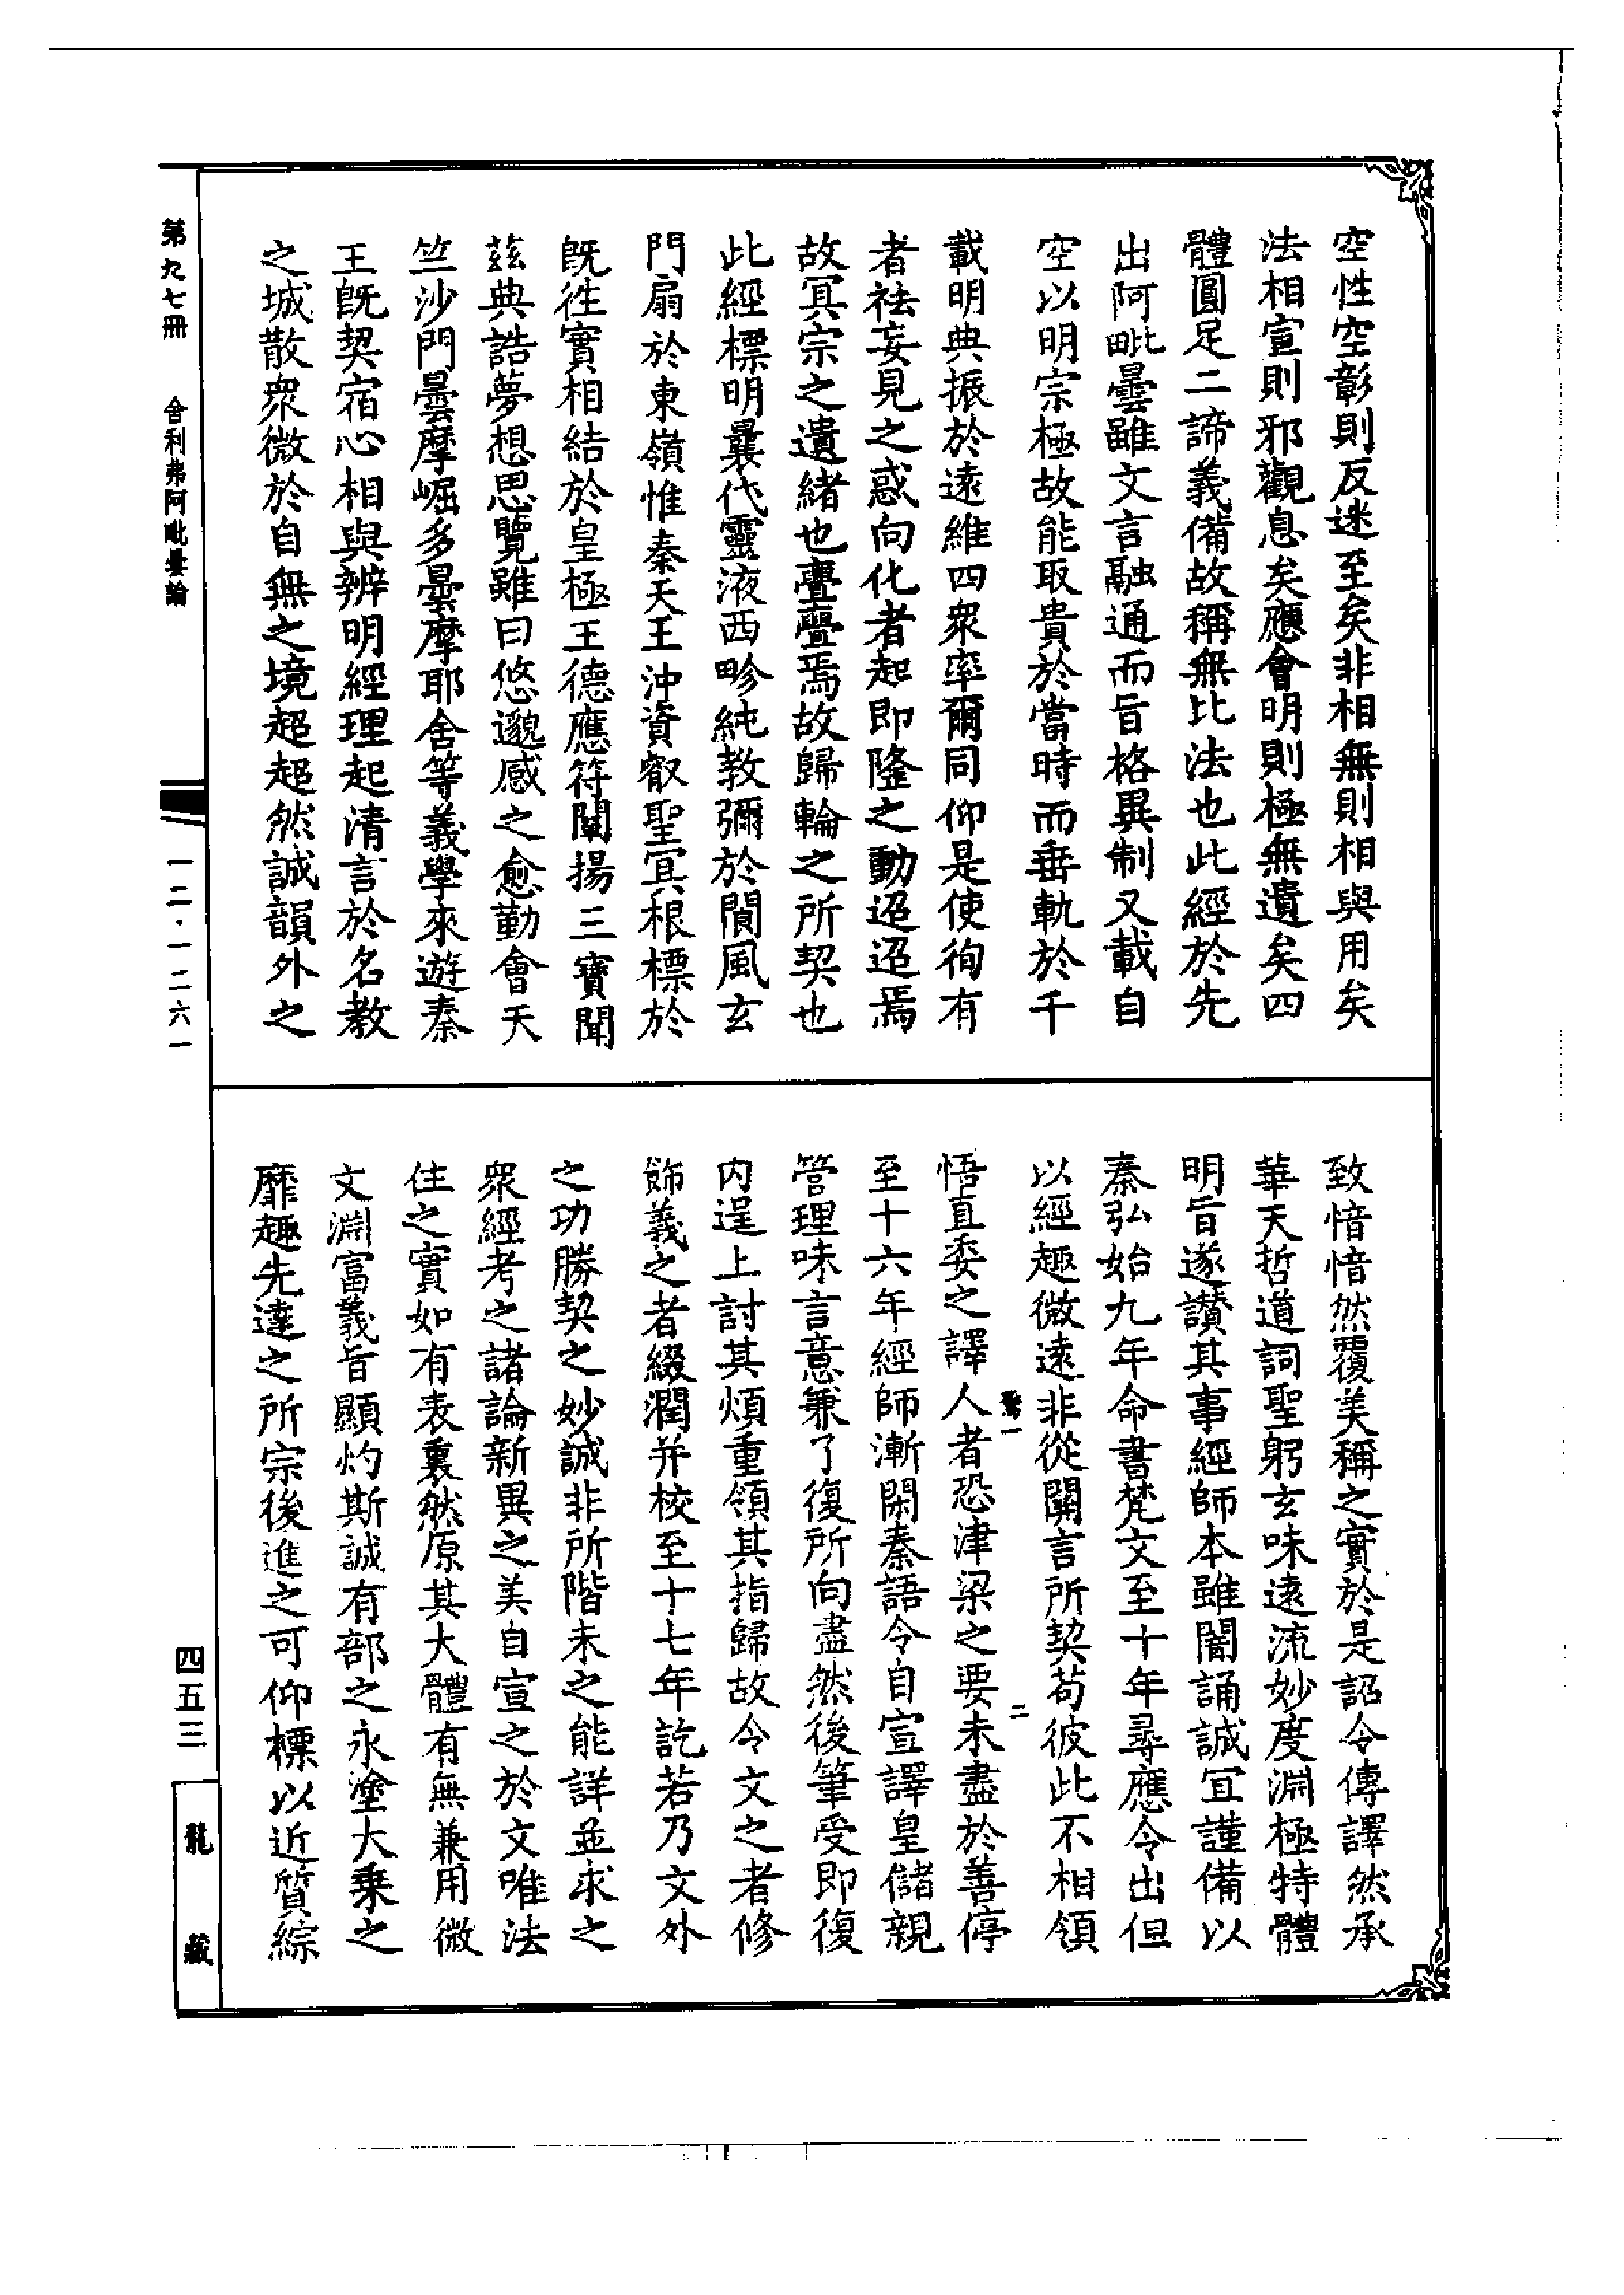 空性空彰則反迷至矣非相無則相與用矣
法相宣則邪觀息矣應會明則極無遺矣四
體圓足二諦義備故稱無比法也此經於先
出阿毗曇雖文言融通而旨格異制又載自
空以明宗極故能取貴於當時而垂軌於千
載明典振於遠維四衆率爾同仰是使徇有
者祛妄見之惑向化者起即隆之動迢迢焉
故冥宗之遺緒也亹亹焉故歸輪之所契也
此經標明曩代靈液西畛純教彌於閬風玄
門扇於東嶺惟秦天王沖資叡聖冥根標於
既往實相結於皇極王德應符闡揚三寶聞
茲典誥夢想思覽雖曰悠邈感之愈勤會天
竺沙門曇摩崛多曇摩耶舍等義學來遊秦
王既契宿心相與辨明經理起清言於名教
之城散衆微於自無之境超超然誠韻外之
致愔愔然覆美稱之實於是詔令傳譯然承
華天哲道詞聖躬玄味遠流妙度淵極特體
明旨遂讚其事經師本雖闇誦誠宜謹備以
秦弘始九年命書梵文至十年尋應令出但
以經趣微遠非從開言所契苟彼此不相領
悟直委之譯人者恐津梁之要未盡於善停
至十六年經師漸閑秦語令自宣譯皇儲親
管理味言意兼了復所向盡然後筆受即復
内逞上討其煩重領其指歸故令文之者修
飾義之者綴潤并校至十七年訖若乃文外
之功勝契之妙誠非所階未之能詳並求之
衆經考之諸論新異之美自宣之於文唯法
住之實如有表裏然原其大體有無兼用微
文淵富義旨顯灼斯誠有部之永塗大乘之
靡趣先達之所宗後進之可仰標以近質綜
第九七冊
舍利弗阿毗曇論
一二·一二六一
四五三
龍藏
一
二